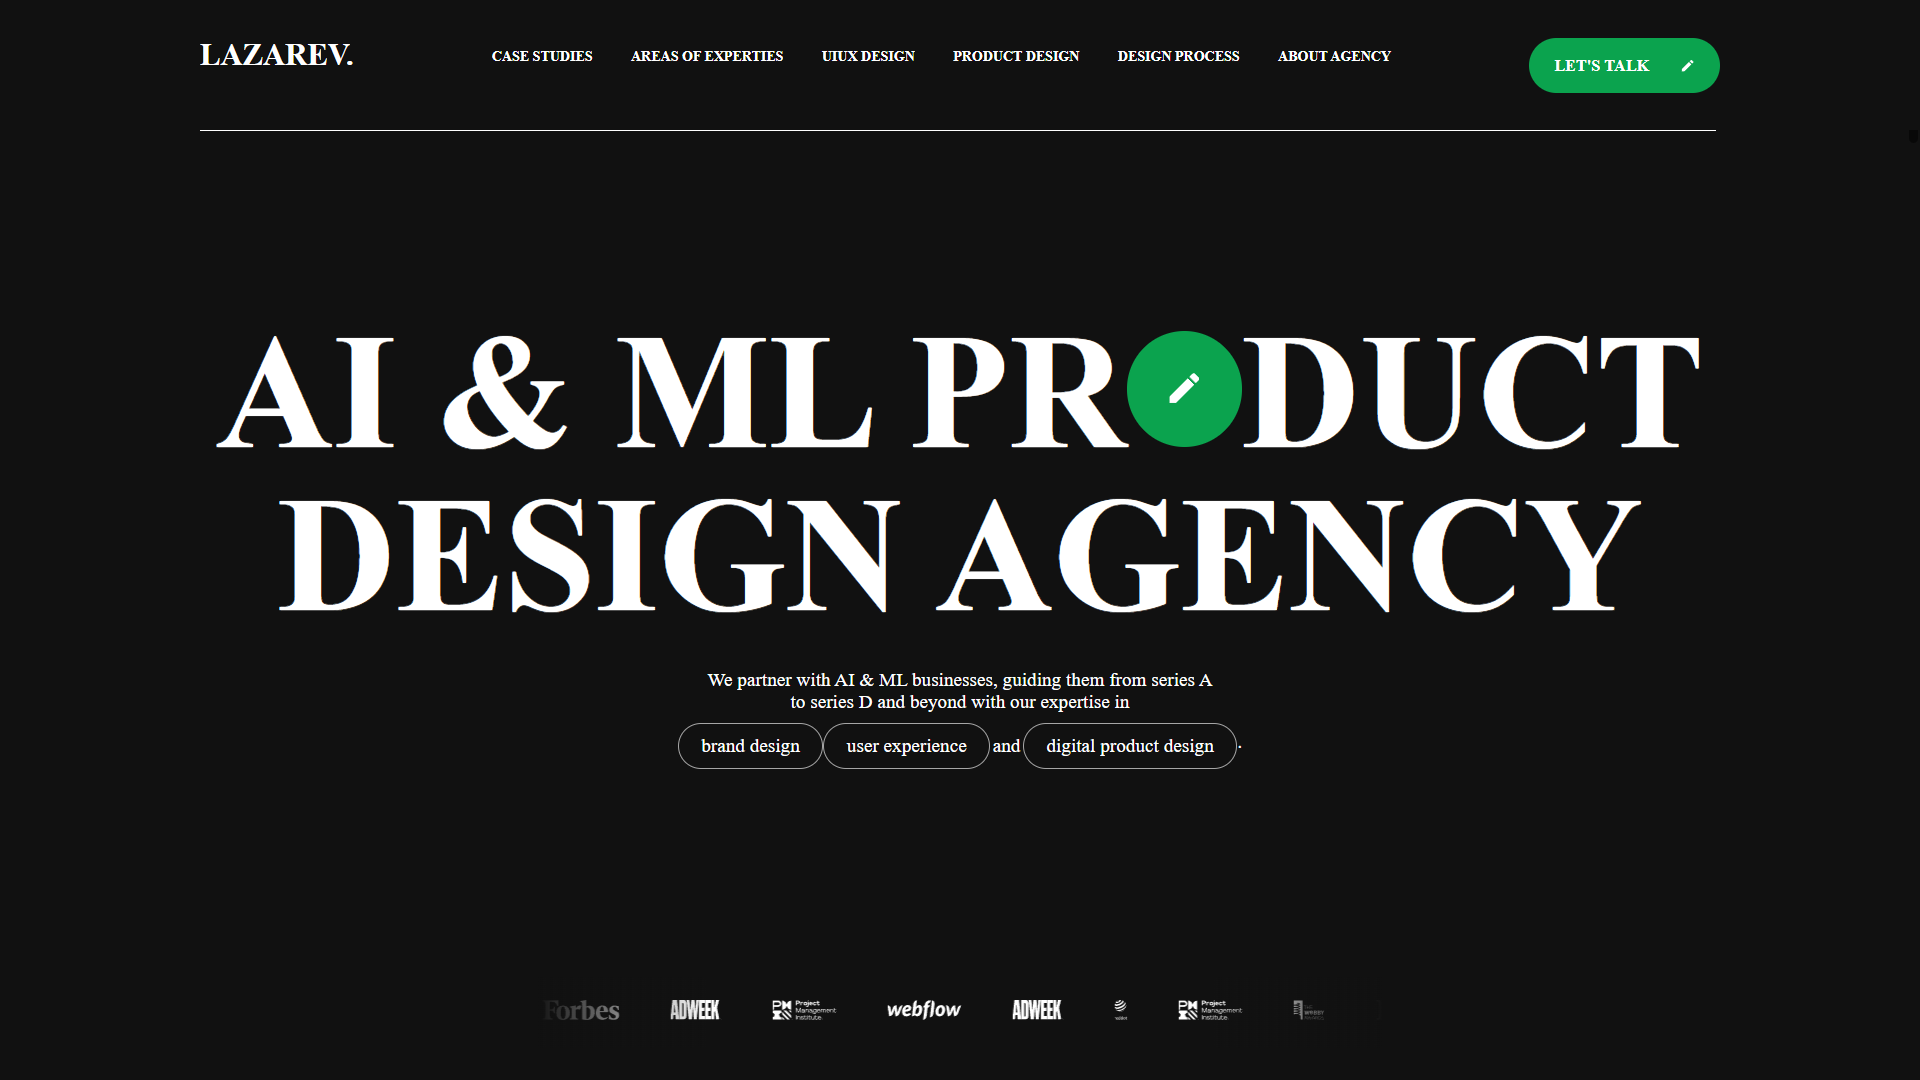 LAZAREV.
CASE STUDIES
AREAS OF EXPERTIES
UIUX DESIGN
PRODUCT DESIGN
DESIGN PROCESS
ABOUT AGENCY
LET'S TALK
AI & ML PR DUCT
DESIGN AGENCY
We partner with AI & ML businesses, guiding them from series A
to series D and beyond with our expertise in
brand design user experience and digital product design .
Forbes
ADWEEK
Project
Management
Institute.
webflow
ADWEEK
Project
Management
Institute.
THE
WEBBY